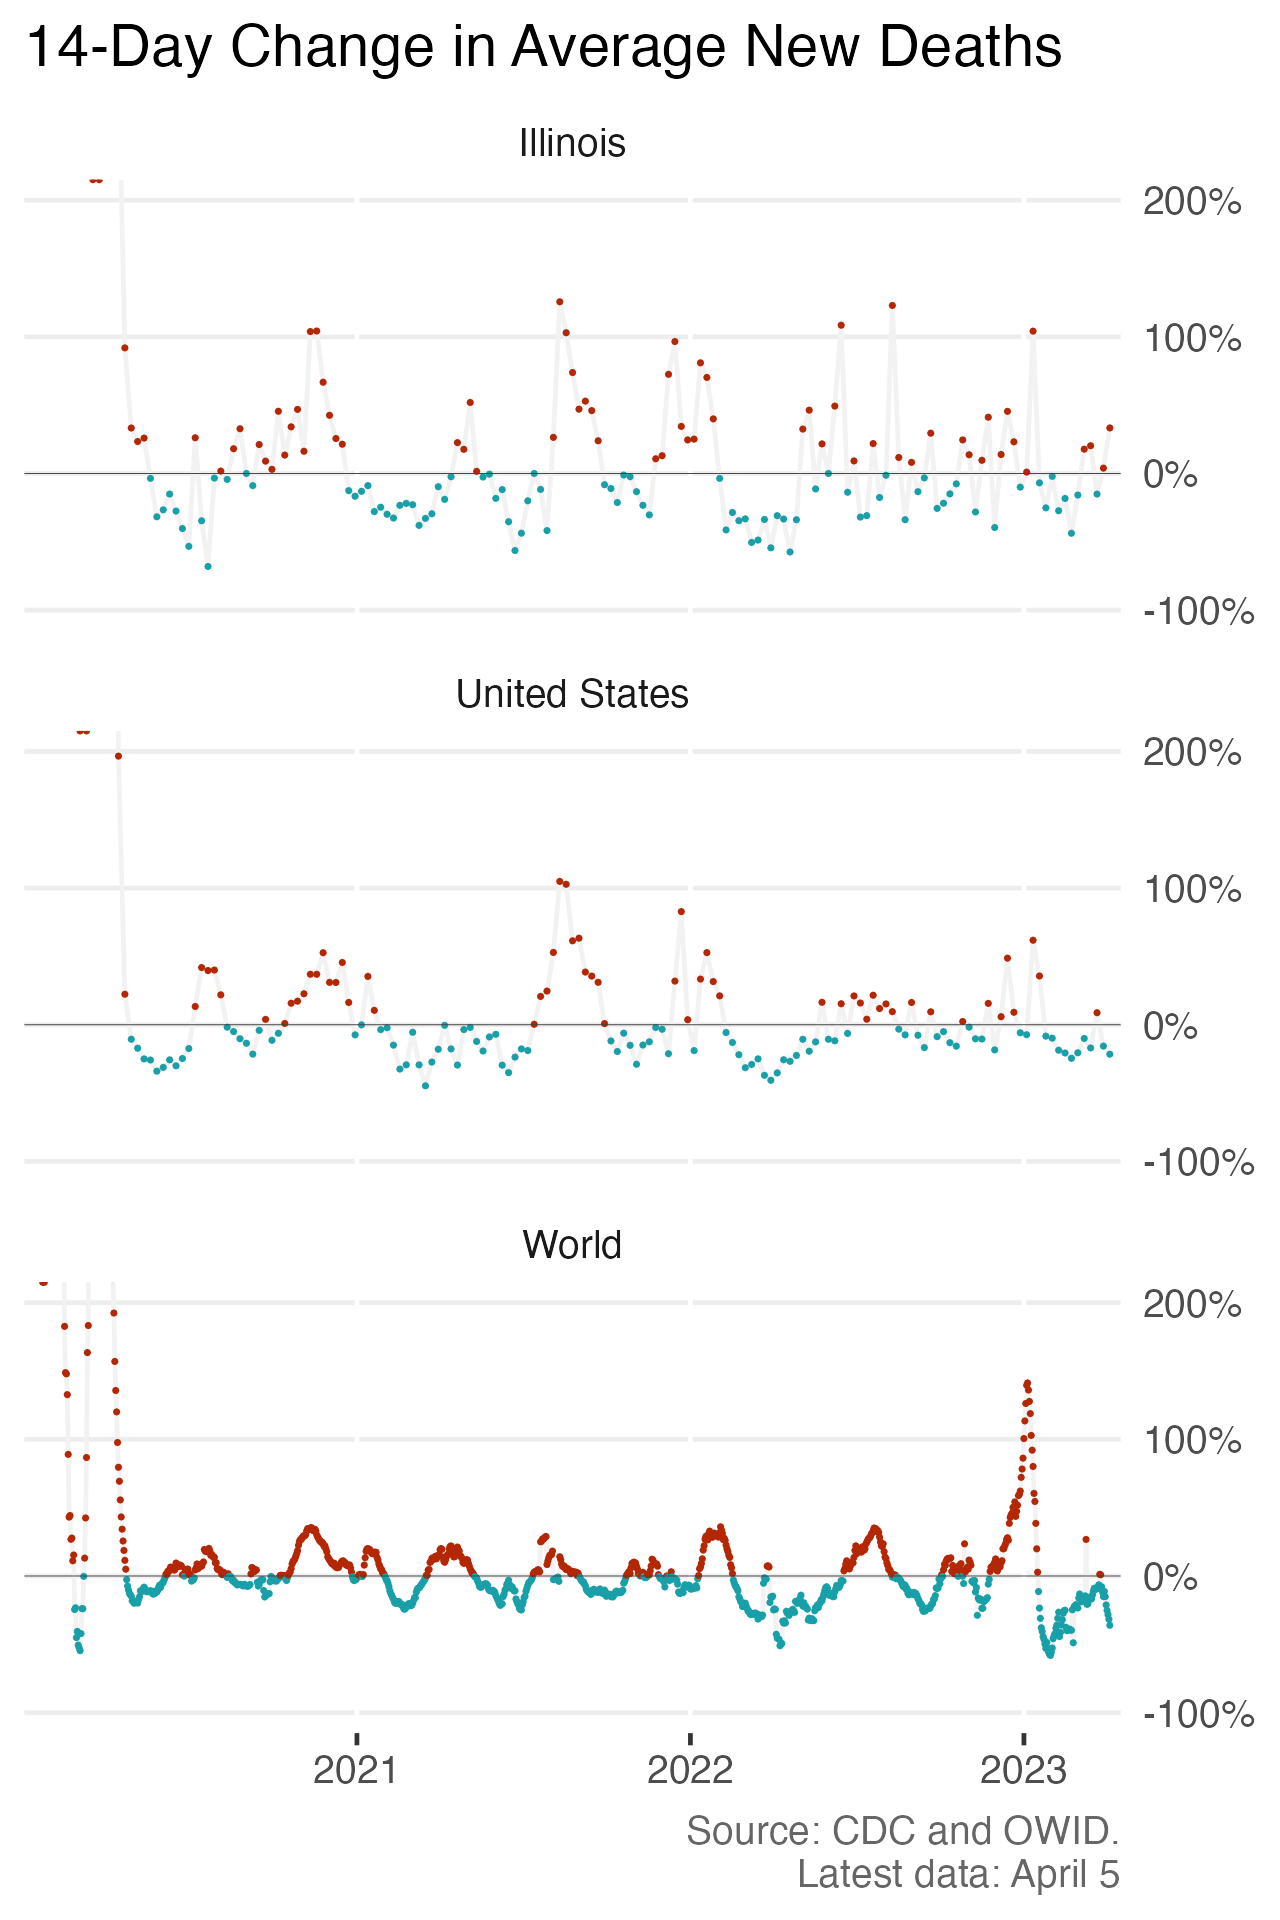 14-Day Change in Average New Deaths
Illinois
200%
100%
0%
-100%
United States
200%
100%
0%
-100%
World
200%
100%
0%
-100%
2021 2022 2023
Source: CDC and OWID.
Latest data: April 5